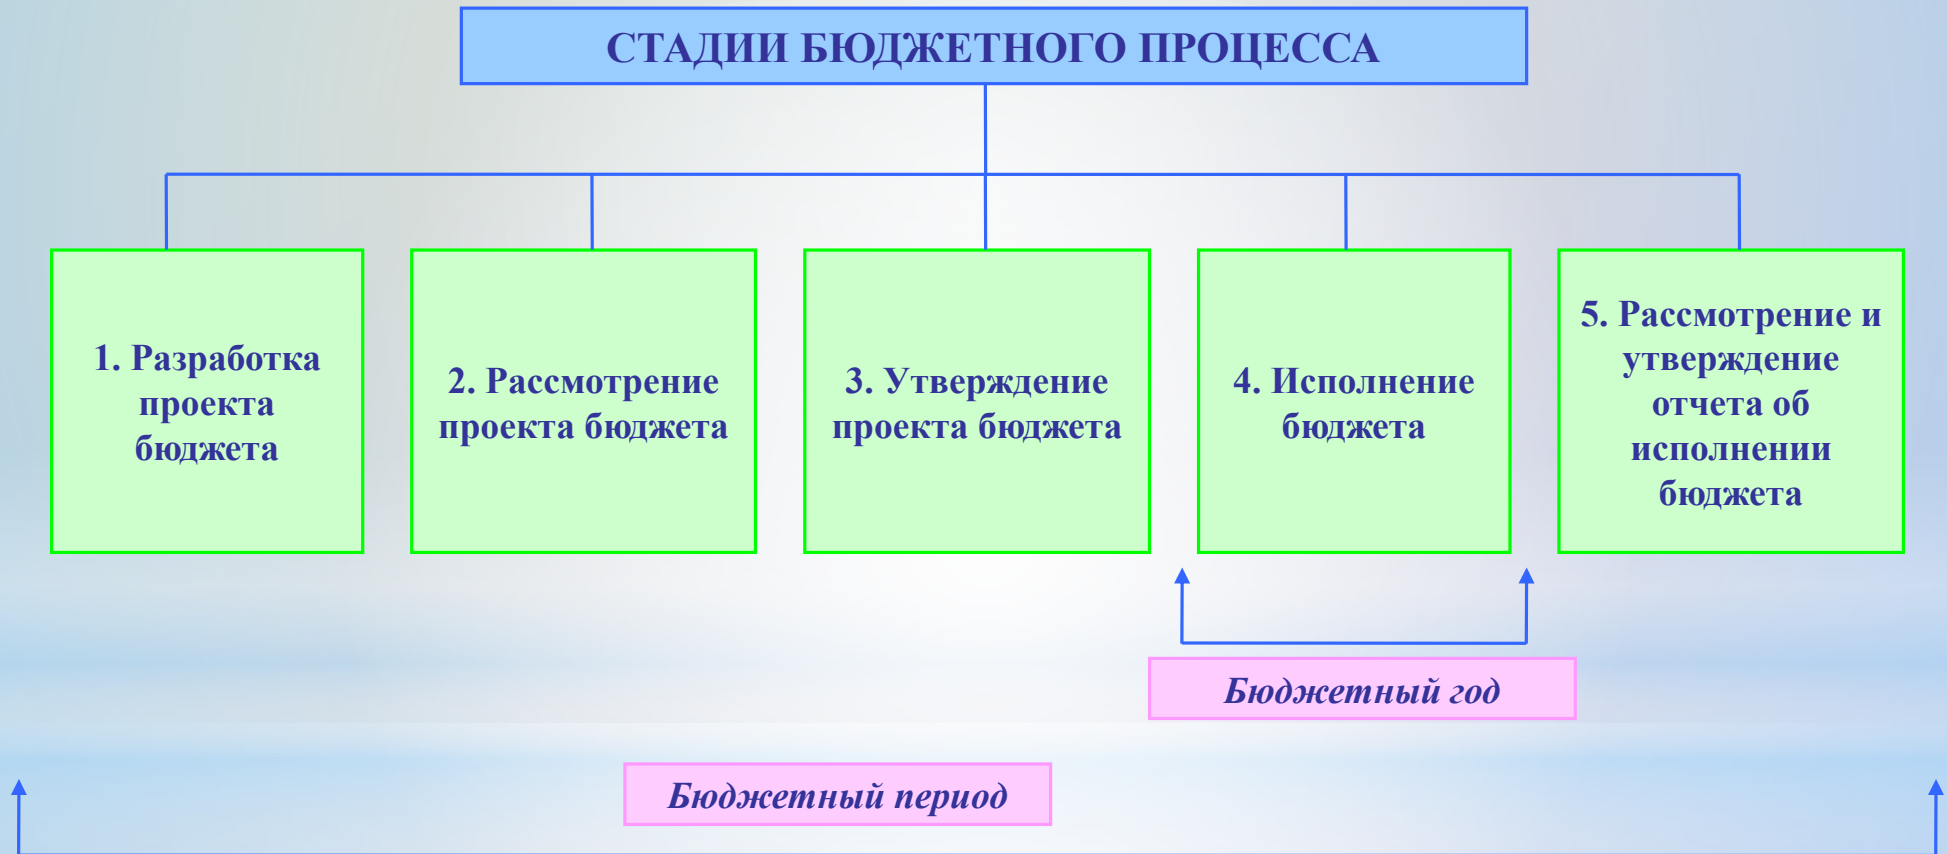 СТАДИИ БЮДЖЕТНОГО ПРОЦЕССА
1. Разработка
проекта
бюджета
2. Рассмотрение
проекта бюджета
3. Утверждение
проекта бюджета
4. Исполнение
бюджета
5. Рассмотрение и
утверждение
отчета об
исполнении
бюджета
Бюджетный год
Бюджетный период